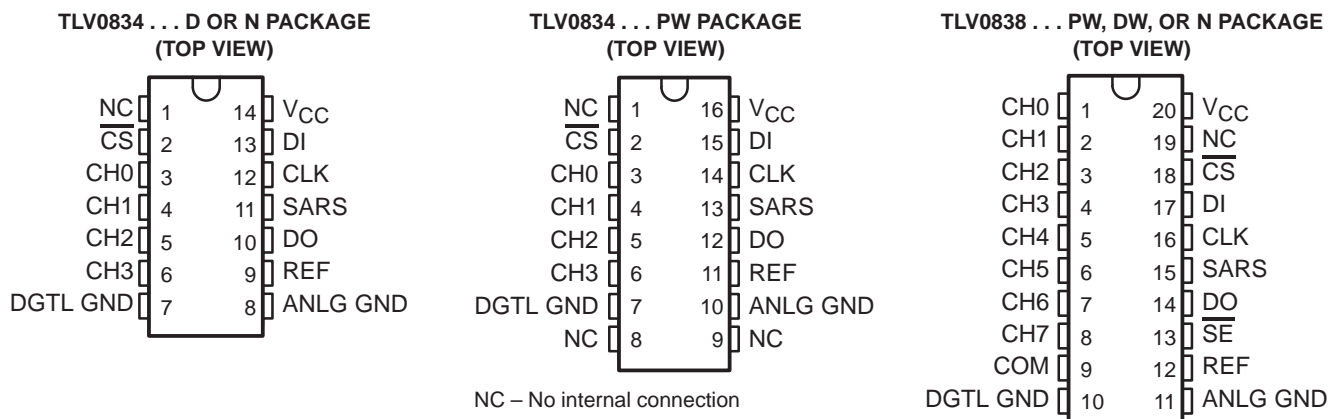 TLV0834 . . . D OR N PACKAGE
(TOP VIEW)
NC 1 14 VCC
CS 2 13 DI
CH0 3 12 CLK
CH1 4 11 SARS
CH2 5 10 DO
CH3 6 9 REF
DGTL GND 7 8 ANLG GND
TLV0834 . . . PW PACKAGE
(TOP VIEW)
NC 1 16 VCC
CS 2 15 DI
CH0 3 14 CLK
CH1 4 13 SARS
CH2 5 12 DO
CH3 6 11 REF
DGTL GND 7 10 ANLG GND
NC 8 9 NC
NC – No internal connection
TLV0838 . . . PW, DW, OR N PACKAGE
(TOP VIEW)
CH0 1 20 VCC
CH1 2 19 NC
CH2 3 18 CS
CH3 4 17 DI
CH4 5 16 CLK
CH5 6 15 SARS
CH6 7 14 DO
CH7 8 13 SE
COM 9 12 REF
DGTL GND 10 11 ANLG GND